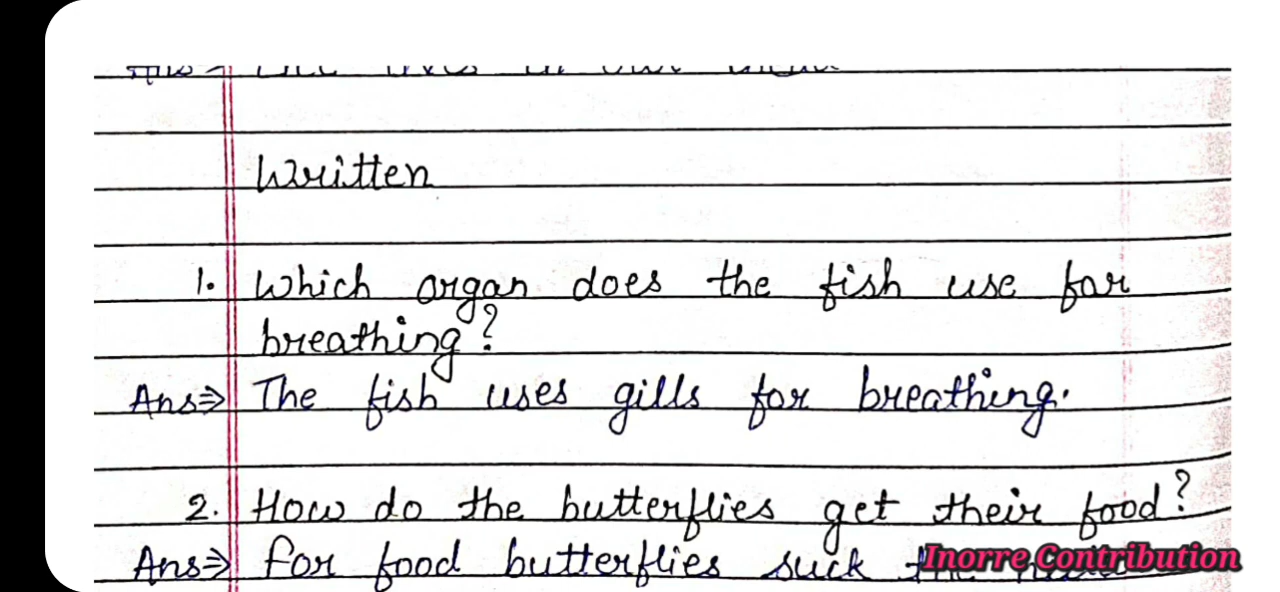 Written
1. Which organ does the fish use for
breathing?
Ans⇒ The fish uses gills for breathing.
2. How do the butterflies get their food?
Ans⇒ For food butterflies suck the
Inorre Contribution